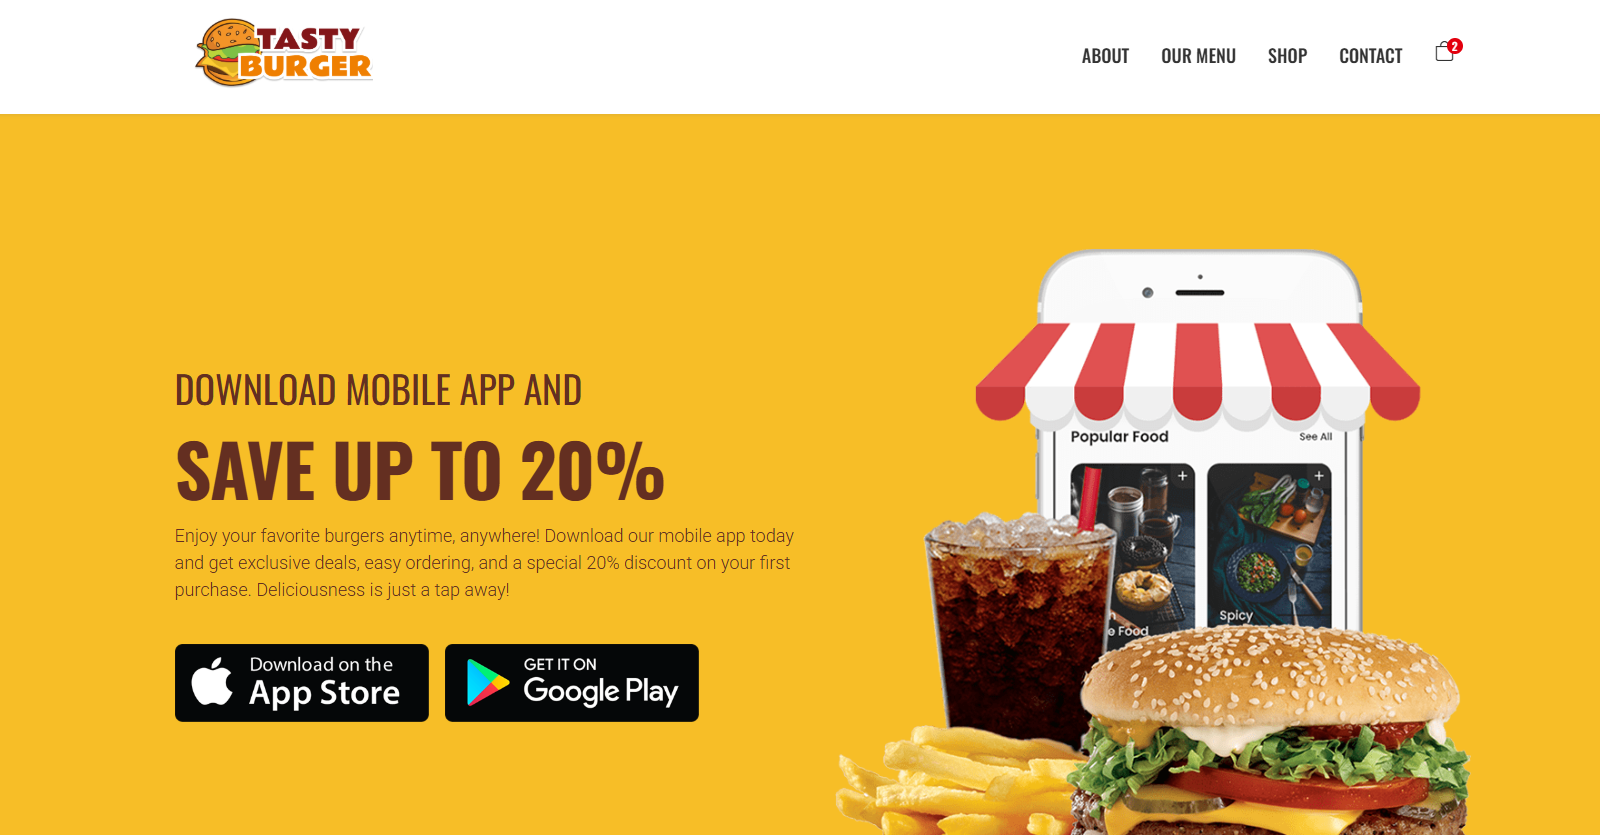 TASTY
BURGER
ABOUT OUR MENU SHOP CONTACT 2
DOWNLOAD MOBILE APP AND
SAVE UP TO 20%
Enjoy your favorite burgers anytime, anywhere! Download our mobile app today
and get exclusive deals, easy ordering, and a special 20% discount on your first
purchase. Deliciousness is just a tap away!
Download on the
App Store
GET IT ON
Google Play
Popular Food See All
+ +
Spicy
Food